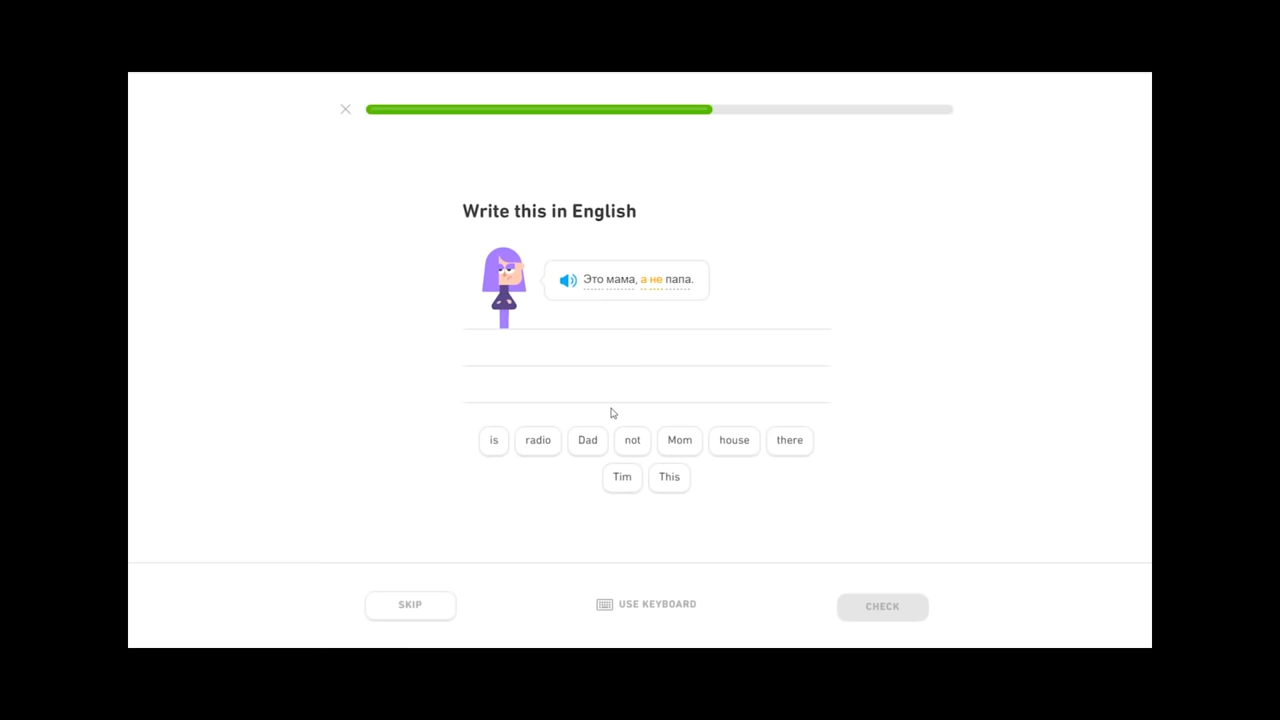 Write this in English
Это мама, а не папа.
is radio Dad not Mom house there
Tim This
SKIP USE KEYBOARD CHECK